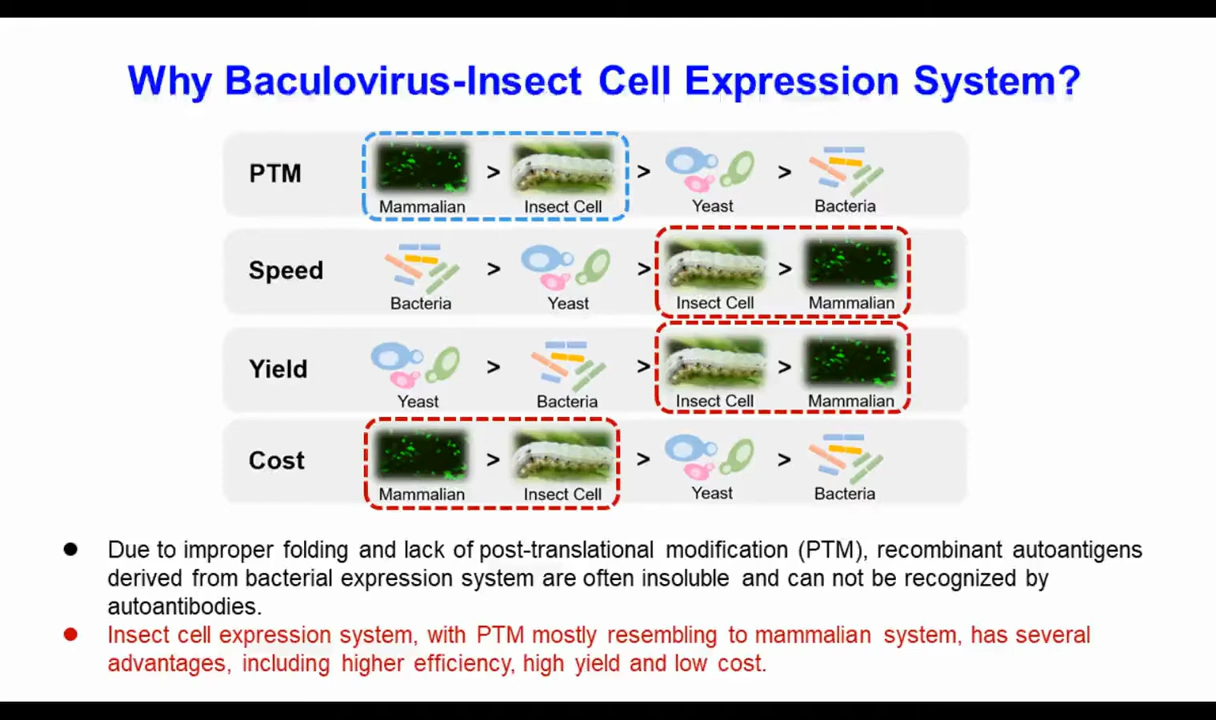 Why Baculovirus-Insect Cell Expression System?
PTM > > >
Mammalian Insect Cell Yeast Bacteria
Speed > > >
Bacteria Yeast Insect Cell Mammalian
Yield > > >
Yeast Bacteria Insect Cell Mammalian
Cost > > >
Mammalian Insect Cell Yeast Bacteria
● Due to improper folding and lack of post-translational modification (PTM), recombinant autoantigens
derived from bacterial expression system are often insoluble and can not be recognized by
autoantibodies.
● Insect cell expression system, with PTM mostly resembling to mammalian system, has several
advantages, including higher efficiency, high yield and low cost.